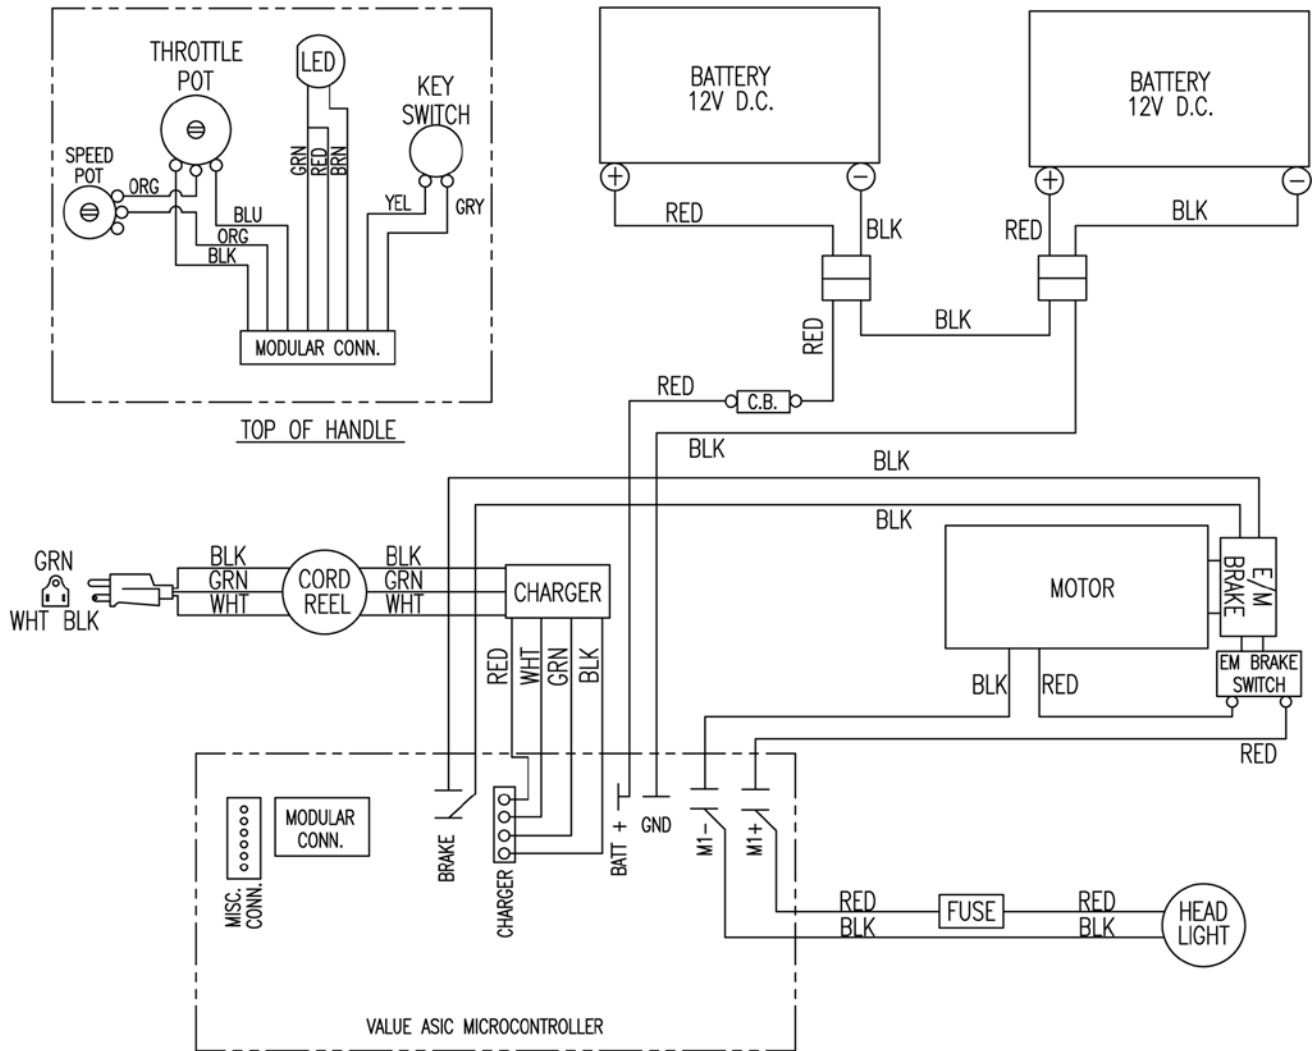 THROTTLE
POT
LED
KEY
SWITCH
SPEED
POT
ORG
GRN
RED
BRN
YEL
GRY
BLU
ORG
BLK
MODULAR CONN.
TOP OF HANDLE
BATTERY
12V D.C.
BATTERY
12V D.C.
+
−
+
−
RED
BLK
RED
BLK
RED
BLK
RED
C.B.
BLK
BLK
BLK
GRN
WHT BLK
BLK
GRN
WHT
CORD
REEL
BLK
GRN
WHT
CHARGER
RED
WHT
GRN
BLK
MOTOR
E/M
BRAKE
EM BRAKE
SWITCH
BLK
RED
RED
MISC.
CONN.
MODULAR
CONN.
BRAKE
CHARGER
BATT +
GND
M1-
M1+
RED
BLK
FUSE
RED
BLK
HEAD
LIGHT
VALUE ASIC MICROCONTROLLER